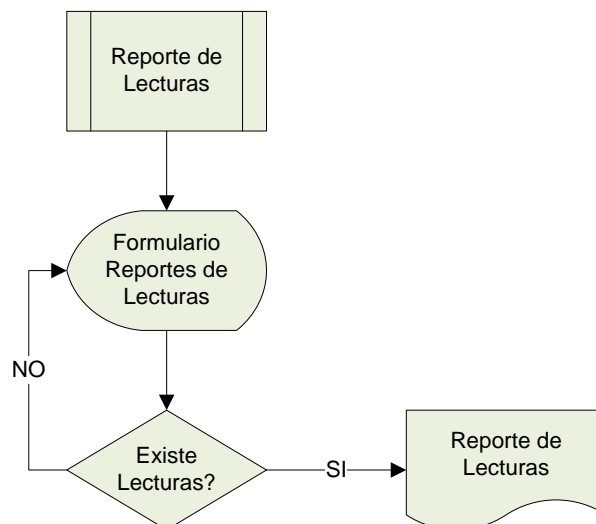 Reporte de
Lecturas
Formulario
Reportes de
Lecturas
NO
Existe
Lecturas?
SI
Reporte de
Lecturas